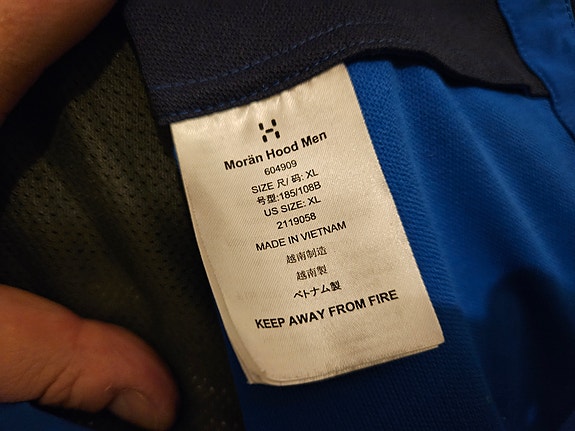 Morän Hood Men
604909
SIZE 尺/ 码: XL
号型:185/108B
US SIZE: XL
2119058
MADE IN VIETNAM
越南制造
越南製
ベトナム製
KEEP AWAY FROM FIRE